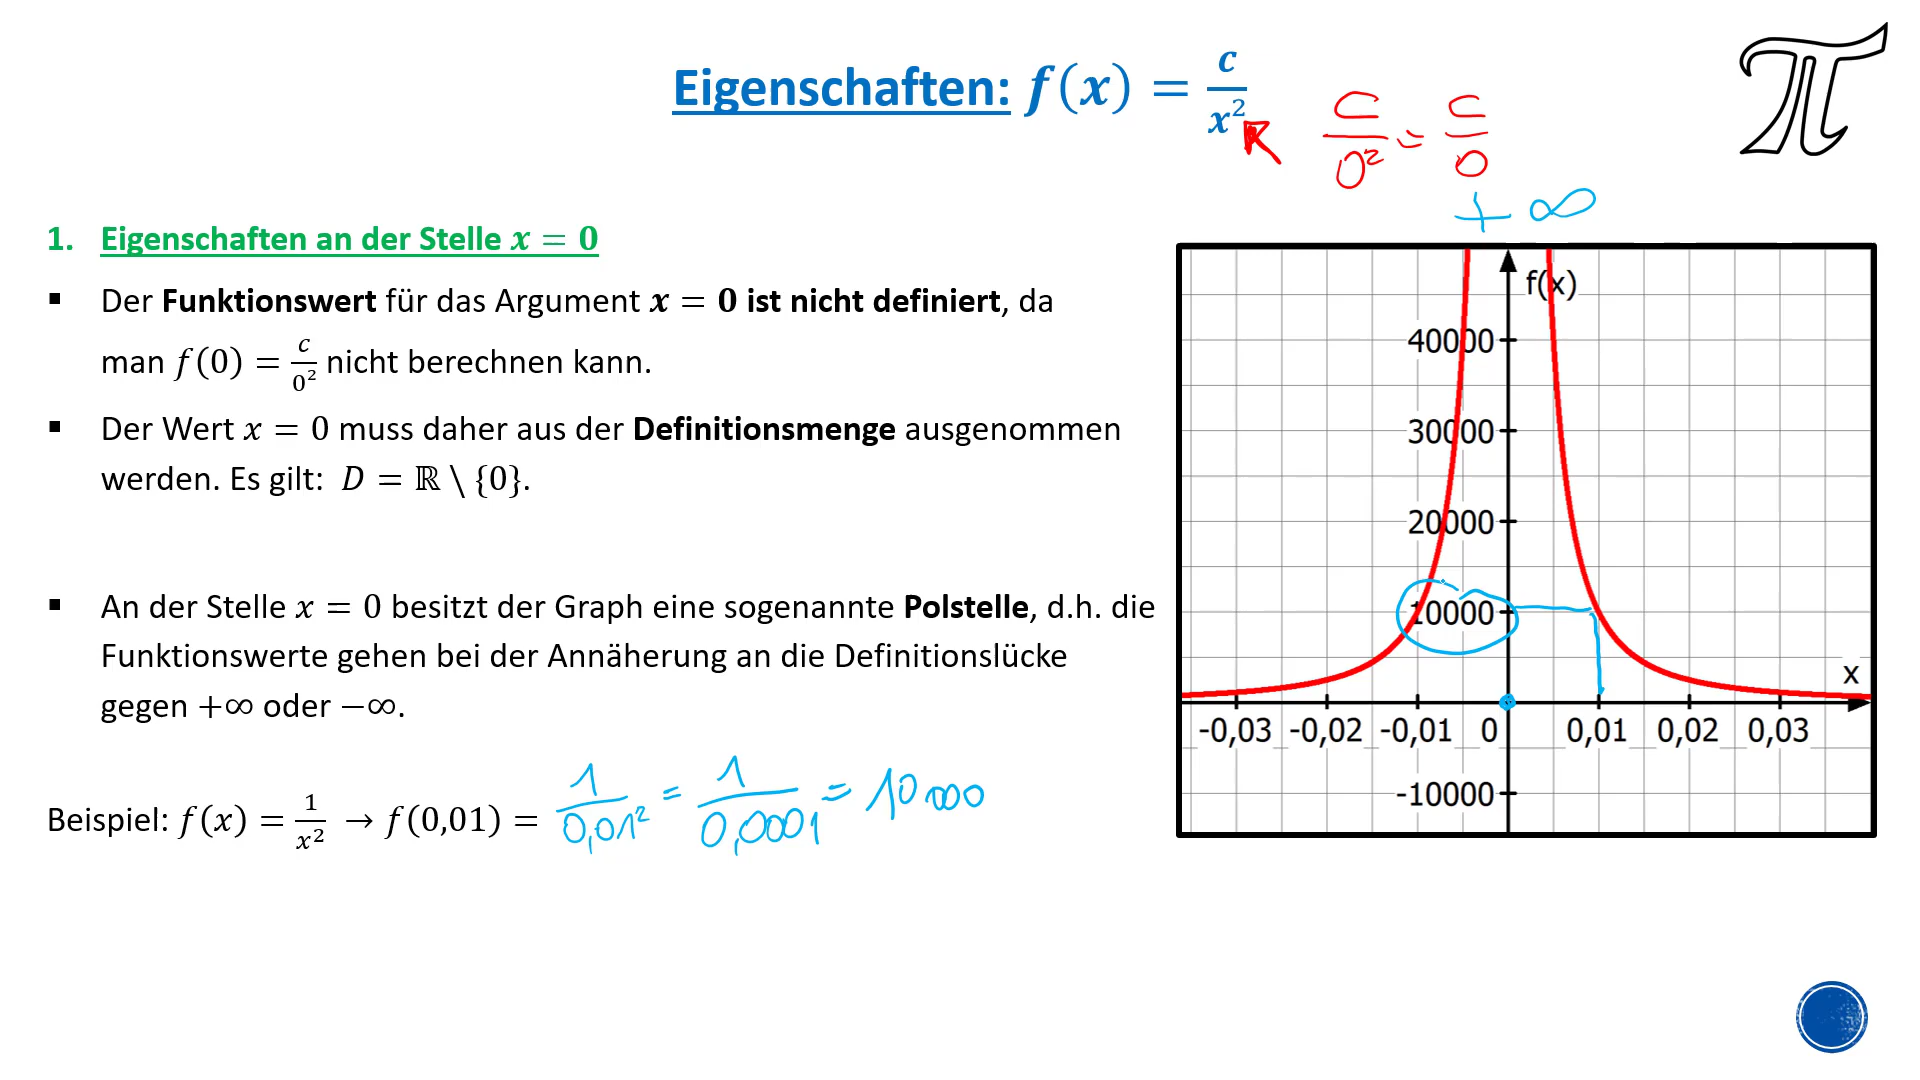 Eigenschaften: f(x) = c/x²
c/0² = c/0
+ ∞
1. Eigenschaften an der Stelle x = 0
▪ Der Funktionswert für das Argument x = 0 ist nicht definiert, da
man f(0) = c/0² nicht berechnen kann.
▪ Der Wert x = 0 muss daher aus der Definitionsmenge ausgenommen
werden. Es gilt: D = ℝ \ {0}.
▪ An der Stelle x = 0 besitzt der Graph eine sogenannte Polstelle, d.h. die
Funktionswerte gehen bei der Annäherung an die Definitionslücke
gegen +∞ oder −∞.
Beispiel: f(x) = 1/x² → f(0,01) = 1/0,01² = 1/0,0001 = 10000
f(x)
40000
30000
20000
10000
x
-0,03 -0,02 -0,01 0 0,01 0,02 0,03
-10000